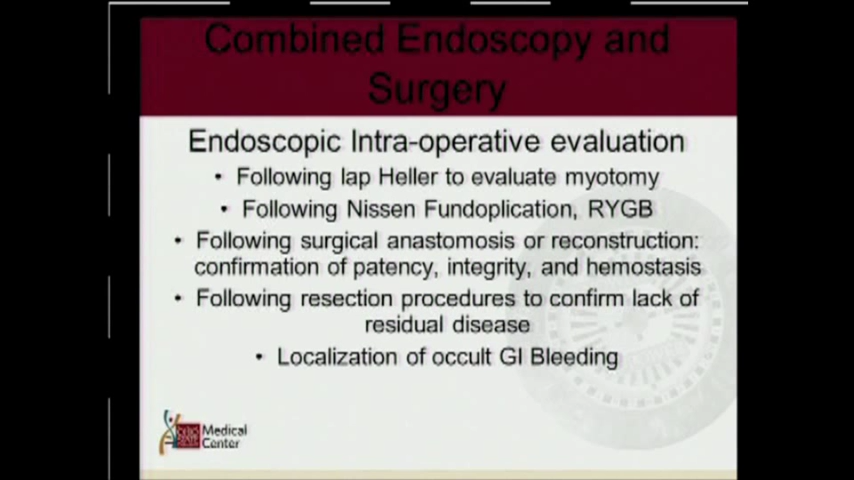 Combined Endoscopy and
Surgery
Endoscopic Intra-operative evaluation
• Following lap Heller to evaluate myotomy
• Following Nissen Fundoplication, RYGB
• Following surgical anastomosis or reconstruction:
confirmation of patency, integrity, and hemostasis
• Following resection procedures to confirm lack of
residual disease
• Localization of occult GI Bleeding
Medical
Center